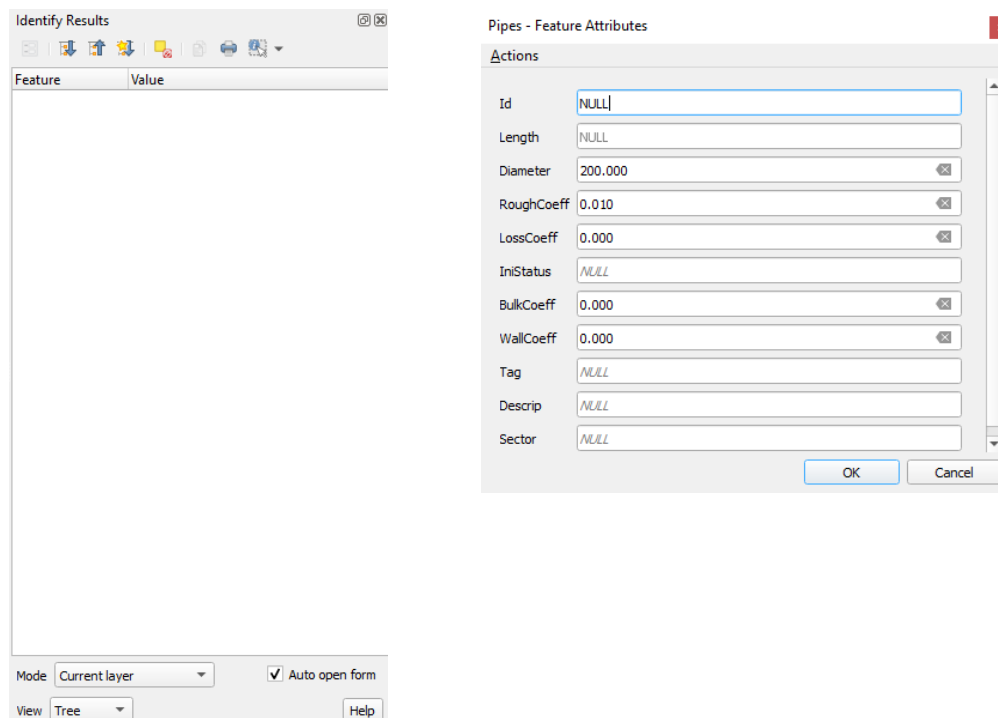 Identify Results
Feature Value
Mode Current layer Auto open form
View Tree Help
Pipes - Feature Attributes
Actions
Id NULL
Length NULL
Diameter 200.000
RoughCoeff 0.010
LossCoeff 0.000
IniStatus NULL
BulkCoeff 0.000
WallCoeff 0.000
Tag NULL
Descrip NULL
Sector NULL
OK Cancel